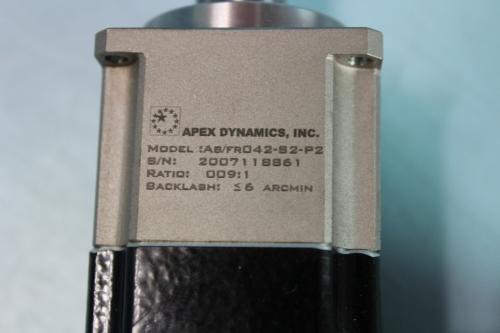 APEX DYNAMICS, INC.
MODEL :AB/FR042-S2-P2
S/N: 2007118861
RATIO: 009:1
BACKLASH: ≤6 ARCMIN